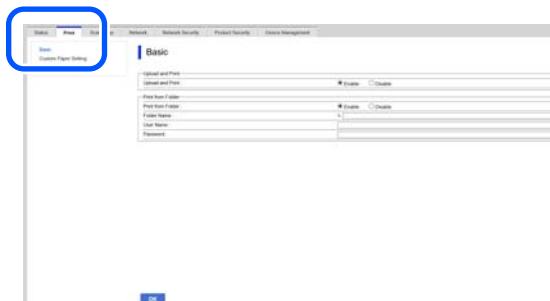 Status Print Network Network Security Product Security Device Management
Basic
Custom Paper Setting
Basic
Upload and Print
Upload and Print Enable Disable
Print from Folder
Print from Folder Enable Disable
Folder Name \\
User Name
Password
OK